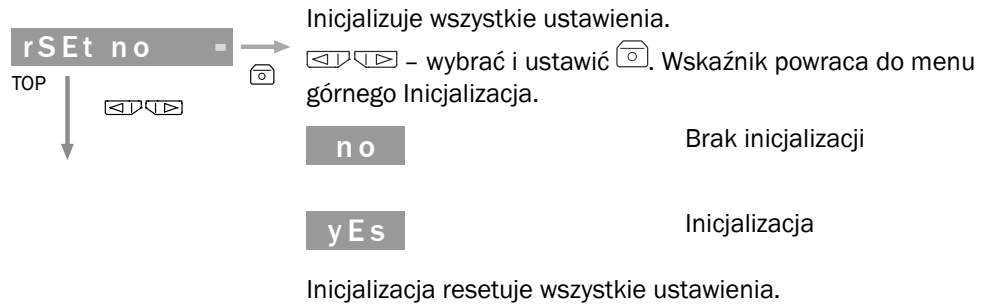 Inicjalizuje wszystkie ustawienia.
rSEt no
TOP
– wybrać i ustawić . Wskaźnik powraca do menu
górnego Inicjalizacja.
no
Brak inicjalizacji
yEs
Inicjalizacja
Inicjalizacja resetuje wszystkie ustawienia.